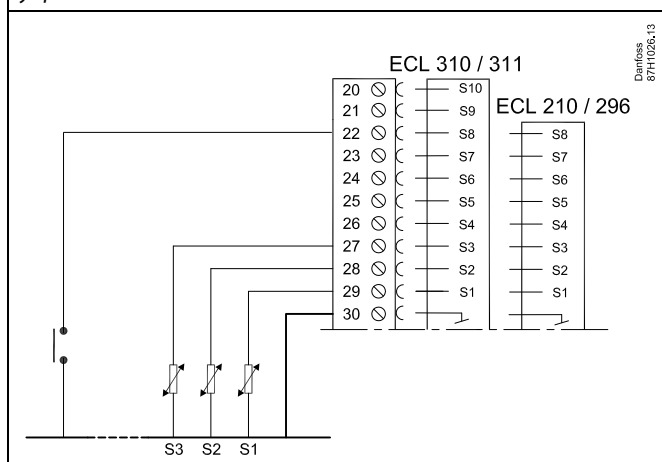 Danfoss
87H1026.13
ECL 310 / 311
ECL 210 / 296
20 S10
21 S9
22 S8 S8
23 S7 S7
24 S6 S6
25 S5 S5
26 S4 S4
27 S3 S3
28 S2 S2
29 S1 S1
30
S3 S2 S1